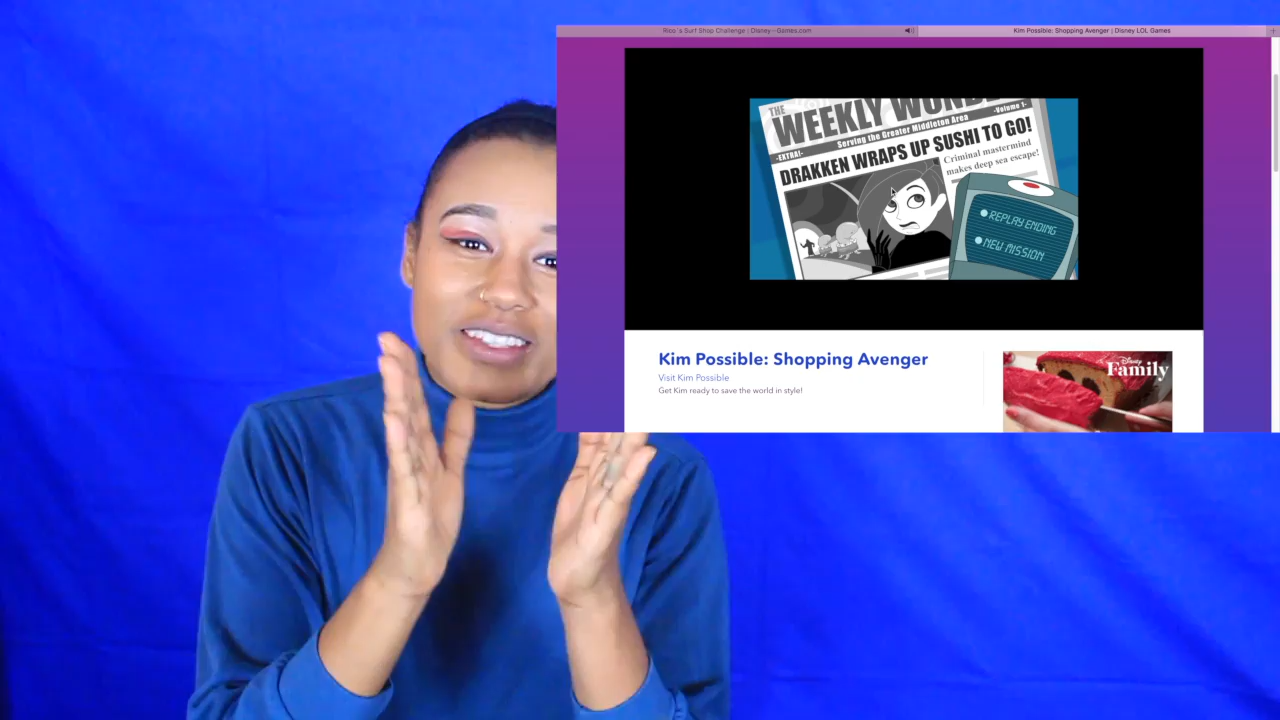 Rico's Surf Shop Challenge | Disney--Games.com
Kim Possible: Shopping Avenger | Disney LOL Games
THE
WEEKLY
-Volume 1-
Serving the Greater Middleton Area
-EXTRA!-
DRAKKEN WRAPS UP SUSHI TO GO!
Criminal mastermind
makes deep sea escape!
REPLAY ENDING
NEW MISSION
Kim Possible: Shopping Avenger
Visit Kim Possible
Get Kim ready to save the world in style!
Disney
Family